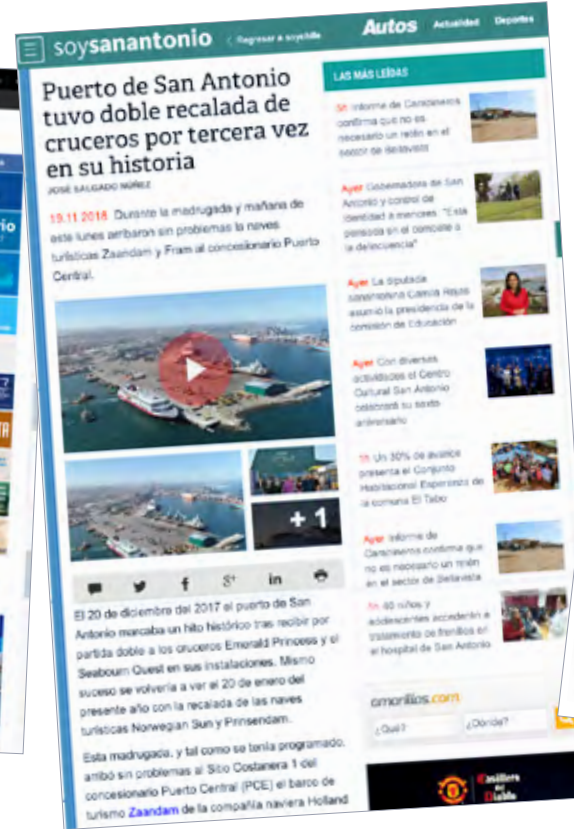 soysanantonio
Regresar a soychile
Autos
Actualidad
Deportes
Puerto de San Antonio
tuvo doble recalada de
cruceros por tercera vez
en su historia
JOSÉ SALGADO NÚÑEZ
19.11.2018 Durante la madrugada y mañana de
este lunes arribaron sin problemas la naves
turísticas Zaandam y Fram al concesionario Puerto
Central.
+ 1
El 20 de diciembre del 2017 el puerto de San
Antonio marcaba un hito histórico tras recibir por
partida doble a los cruceros Emerald Princess y el
Seabourn Quest en sus instalaciones. Mismo
suceso se volvería a ver el 20 de enero del
presente año con la recalada de las naves
turísticas Norwegian Sun y Prinsendam.
Esta madrugada, y tal como se tenía programado,
arribó sin problemas al Sitio Costanera 1 del
concesionario Puerto Central (PCE) el barco de
turismo Zaandam de la compañía naviera Holland
LAS MÁS LEÍDAS
Informe de Carabineros
confirma que no es
necesario un retén en el
sector de Bellavista
Ayer Gobernadora de San
Antonio y control de
identidad a menores: "Está
pensada en el combate a
la delincuencia"
Ayer La diputada
sanantonina Camila Rojas
asumió la presidencia de la
comisión de Educación
Ayer Con diversas
actividades el Centro
Cultural San Antonio
celebrará su sexto
aniversario
Un 30% de avance
presenta el Conjunto
Habitacional Esperanza de
la comuna El Tabo
Ayer Informe de
Carabineros confirma que
no es necesario un retén
en el sector de Bellavista
40 niños y
adolescentes accederán a
tratamiento de frenillos en
el hospital de San Antonio
amarillas.com
¿Qué?
¿Dónde?
Casillero
del
Diablo